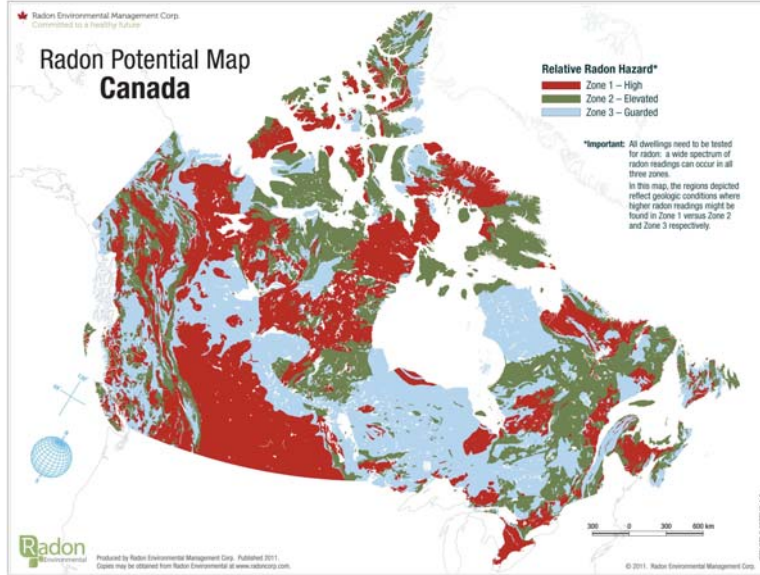 Radon Environmental Management Corp.
Committed to a healthy future
Radon Potential Map
Canada
Relative Radon Hazard*
Zone 1 – High
Zone 2 – Elevated
Zone 3 – Guarded
*Important: All dwellings need to be tested
for radon: a wide spectrum of
radon readings can occur in all
three zones.
In this map, the regions depicted
reflect geologic conditions where
higher radon readings might be
found in Zone 1 versus Zone 2
and Zone 3 respectively.
300 0 300 600 km
Radon
Environmental
Produced by Radon Environmental Management Corp. Published 2011.
Copies may be obtained from Radon Environmental at www.radoncorp.com.
© 2011. Radon Environmental Management Corp.